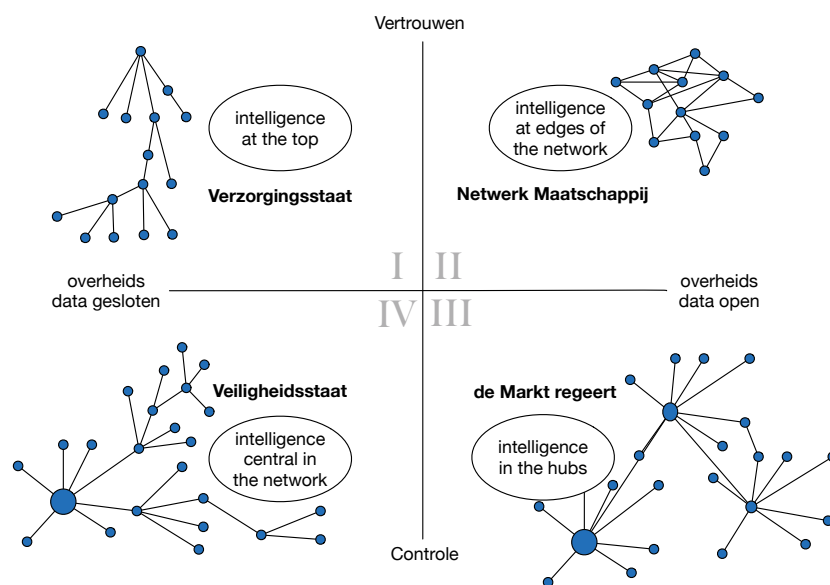 Vertrouwen
intelligence
at the top
intelligence
at edges of
the network
Verzorgingsstaat
Netwerk Maatschappij
I II
overheids
data gesloten
overheids
data open
IV III
Veiligheidsstaat
de Markt regeert
intelligence
central in
the network
intelligence
in the hubs
Controle